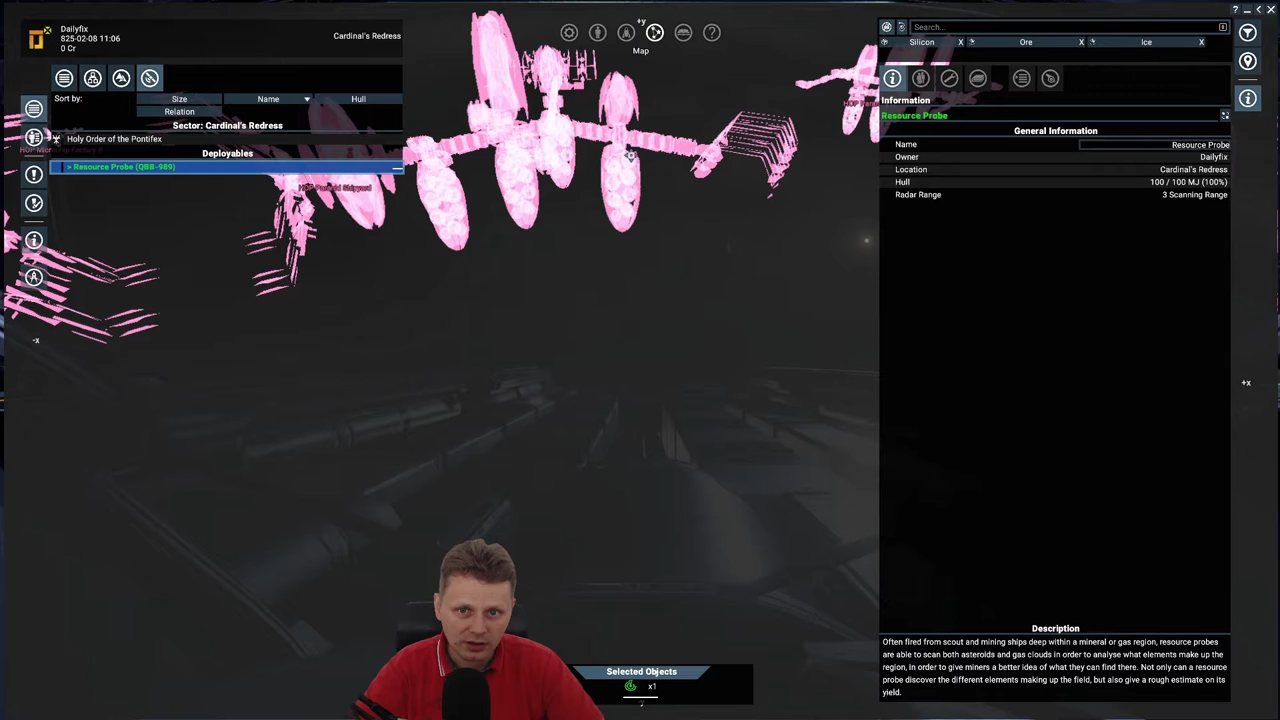 Dailyfix
825-02-08 11:06
0 Cr
Cardinal's Redress
Sort by:
Size
Name
Hull
Relation
Sector: Cardinal's Redress
Holy Order of the Pontifex
Deployables
> Resource Probe (QBB-989)
-x
+y
Map
Selected Objects
x1
+x
Search...
Silicon X
Ore X
Ice X
Information
Resource Probe
General Information
Name Resource Probe
Owner Dailyfix
Location Cardinal's Redress
Hull 100 / 100 MJ (100%)
Radar Range 3 Scanning Range
Description
Often fired from scout and mining ships deep within a mineral or gas region, resource probes
are able to scan both asteroids and gas clouds in order to analyse what elements make up the
region, in order to give miners a better idea of what they can find there. Not only can a resource
probe discover the different elements making up the field, but also give a rough estimate on its
yield.